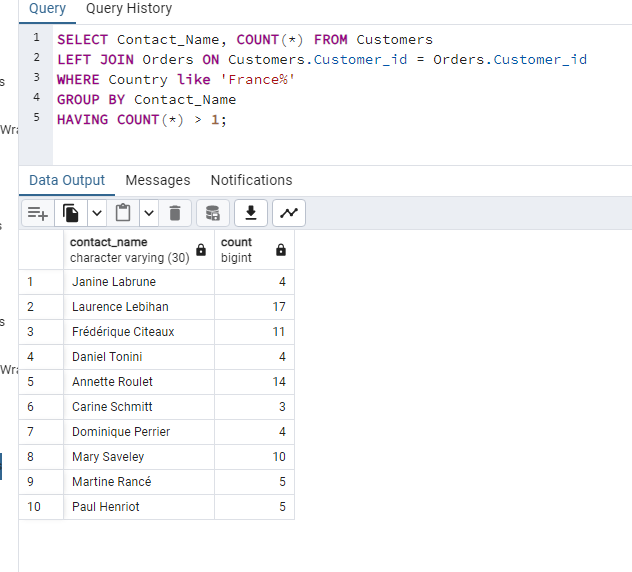 Query Query History
1 SELECT Contact_Name, COUNT(*) FROM Customers
2 LEFT JOIN Orders ON Customers.Customer_id = Orders.Customer_id
3 WHERE Country like 'France%'
4 GROUP BY Contact_Name
5 HAVING COUNT(*) > 1;
s
Wra
s
s
Wra
Data Output Messages Notifications
contact_name count
character varying (30) bigint
1 Janine Labrune 4
2 Laurence Lebihan 17
3 Frédérique Citeaux 11
4 Daniel Tonini 4
5 Annette Roulet 14
6 Carine Schmitt 3
7 Dominique Perrier 4
8 Mary Saveley 10
9 Martine Rancé 5
10 Paul Henriot 5